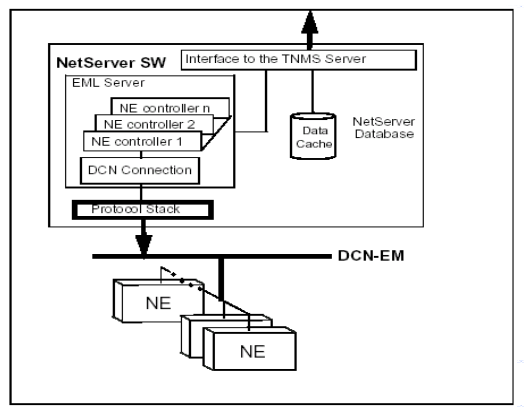 Interface to the TNMS Server
NetServer SW
EML Server
NE controller n
NE controller 2
NE controller 1
DCN Connection
Protocol Stack
Data
Cache
NetServer
Database
DCN-EM
NE
NE